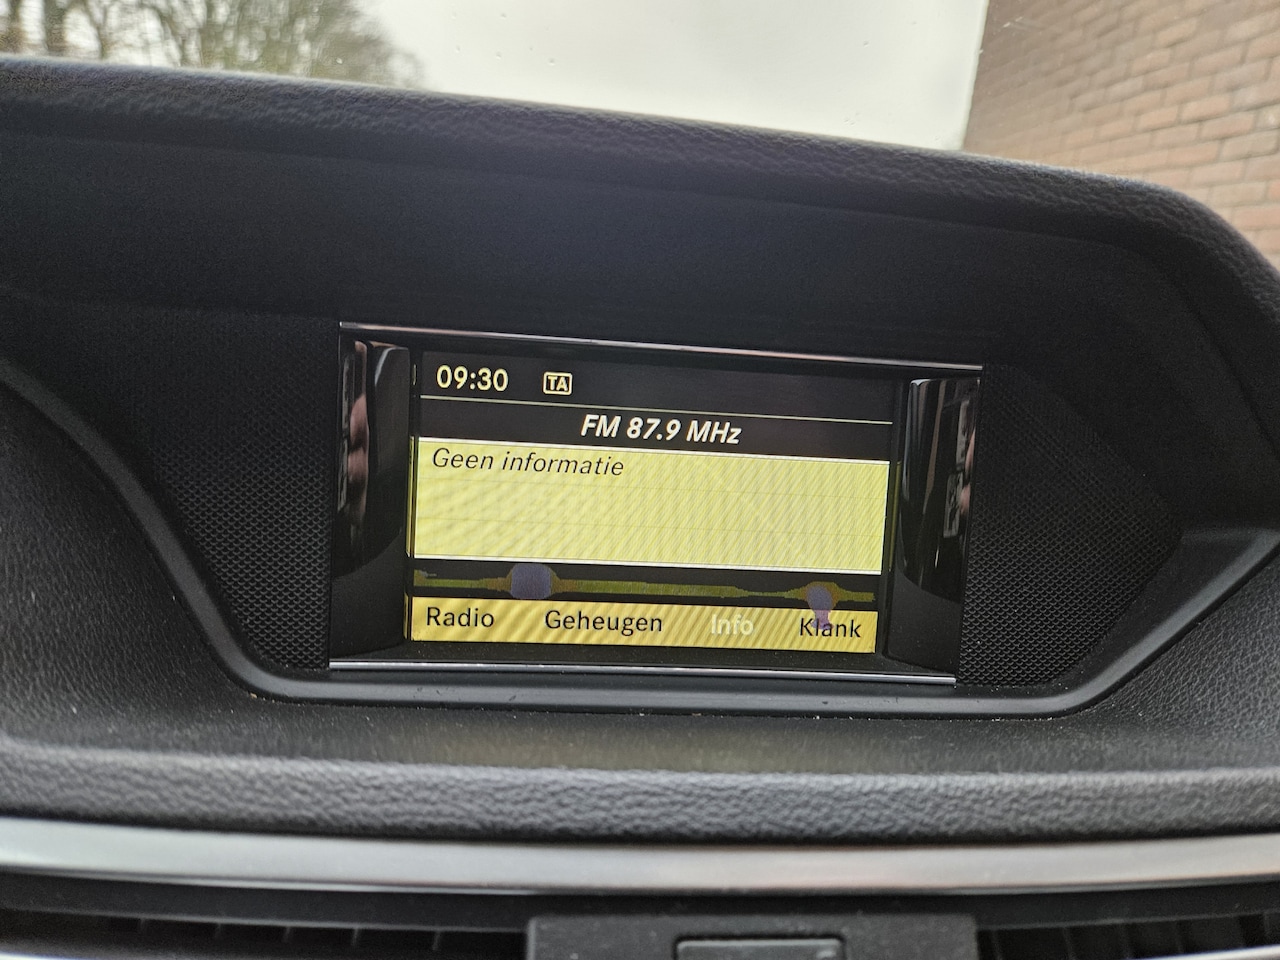 09:30 TA
FM 87.9 MHz
Geen informatie
Radio Geheugen Info Klank